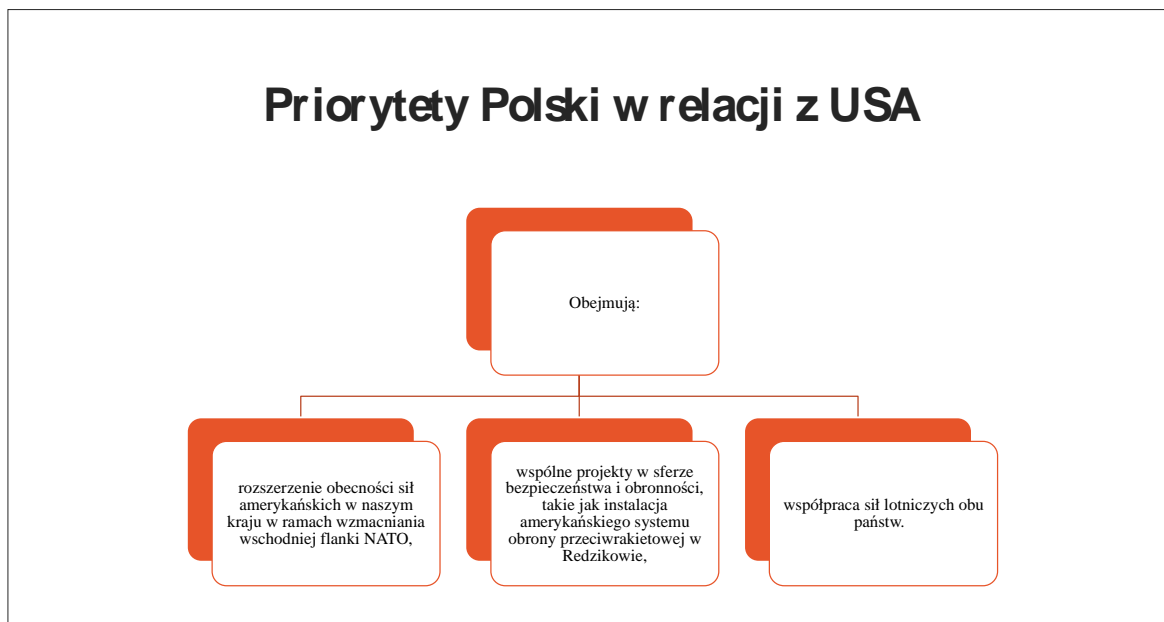 Priorytety Polski w relacji z USA
Obejmują:
rozszerzenie obecności sił
amerykańskich w naszym
kraju w ramach wzmacniania
wschodniej flanki NATO,
wspólne projekty w sferze
bezpieczeństwa i obronności,
takie jak instalacja
amerykańskiego systemu
obrony przeciwrakietowej w
Redzikowie,
współpraca sił lotniczych obu
państw.